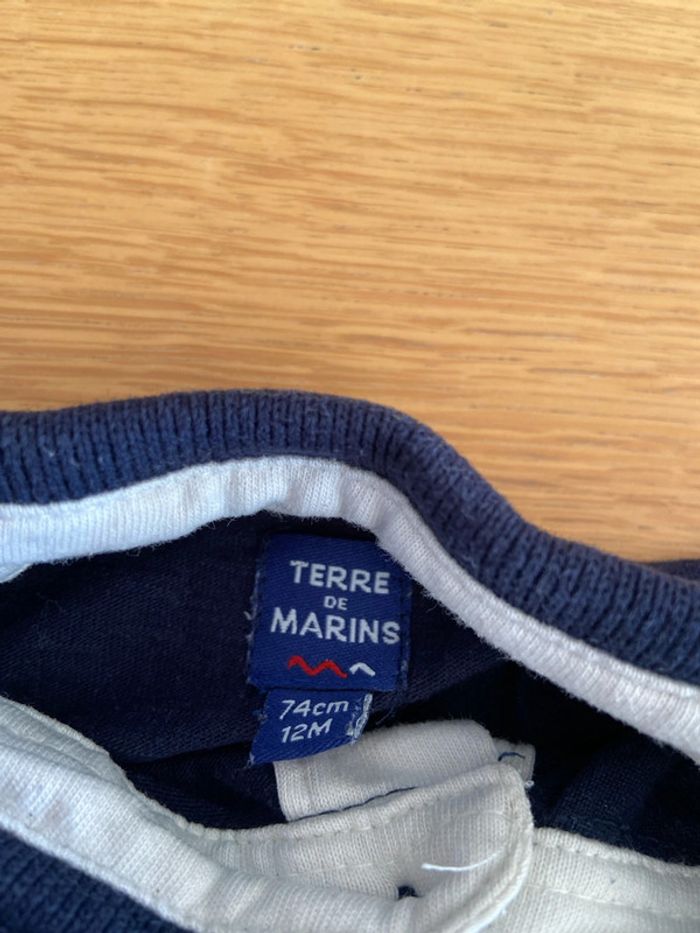 TERRE
DE
MARINS
74cm
12M